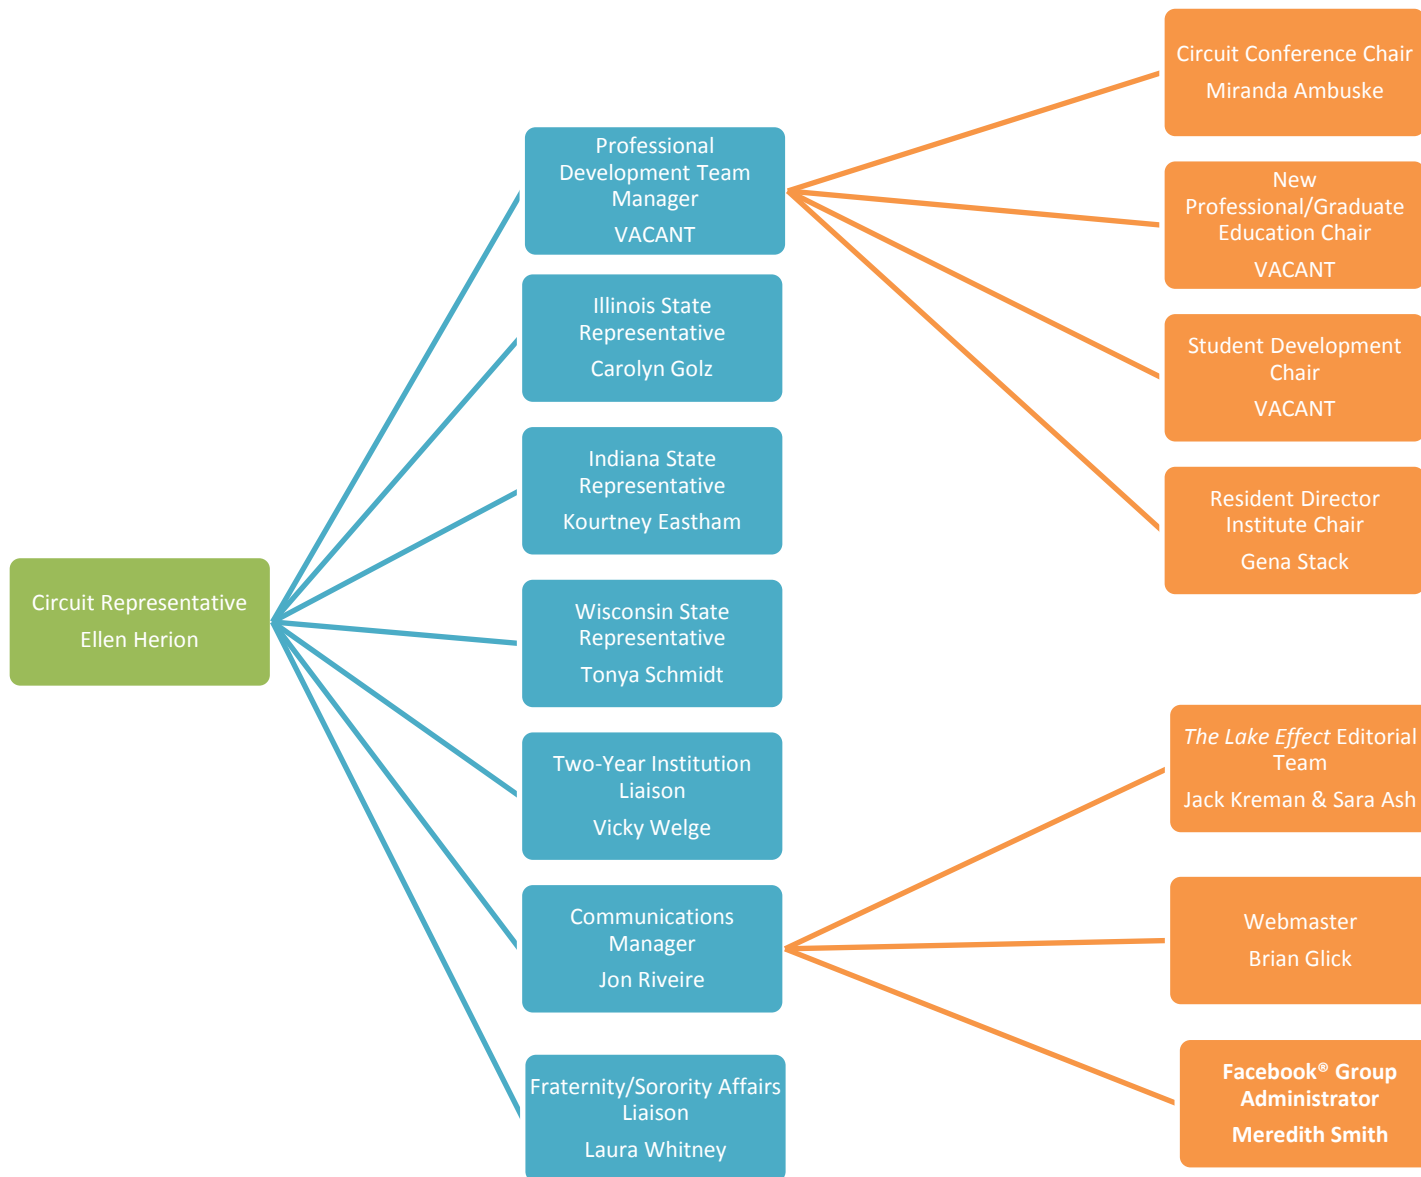 Circuit Representative
Ellen Herion
Professional
Development Team
Manager
VACANT
Illinois State
Representative
Carolyn Golz
Indiana State
Representative
Kourtney Eastham
Wisconsin State
Representative
Tonya Schmidt
Two-Year Institution
Liaison
Vicky Welge
Communications
Manager
Jon Riveire
Fraternity/Sorority Affairs
Liaison
Laura Whitney
Circuit Conference Chair
Miranda Ambuske
New
Professional/Graduate
Education Chair
VACANT
Student Development
Chair
VACANT
Resident Director
Institute Chair
Gena Stack
The Lake Effect Editorial
Team
Jack Kreman & Sara Ash
Webmaster
Brian Glick
Facebook® Group
Administrator
Meredith Smith